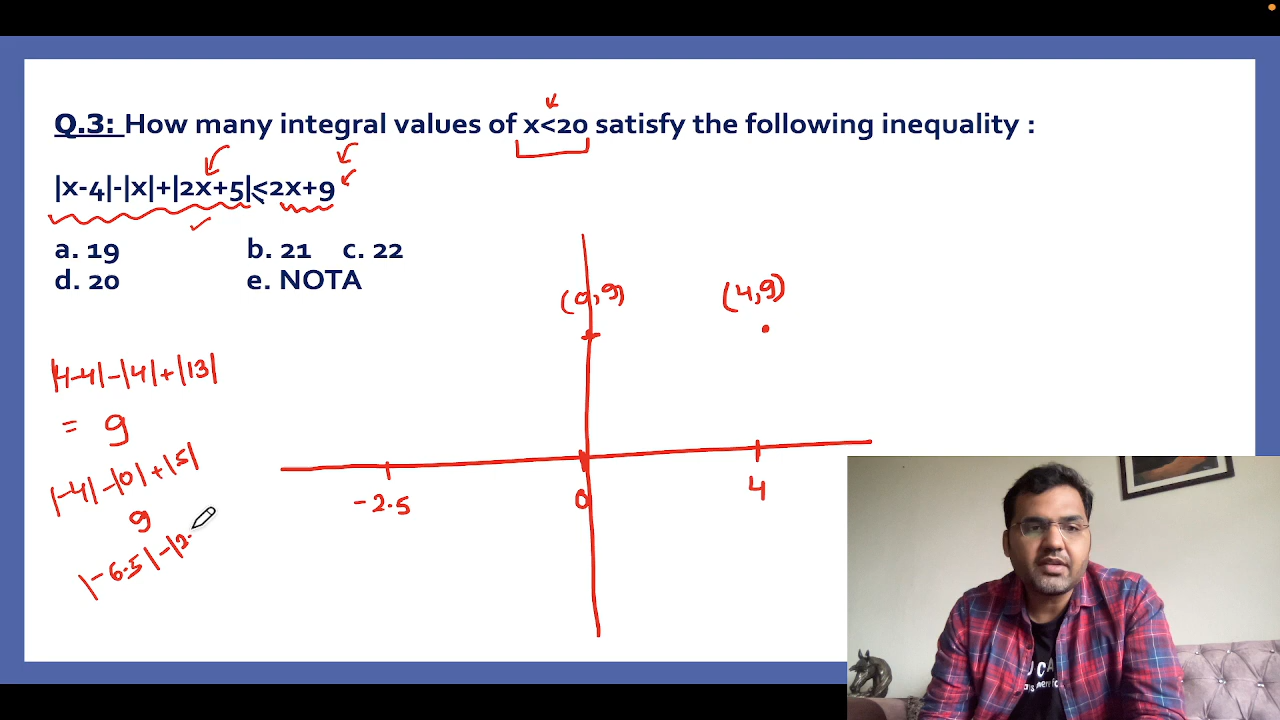 Q.3: How many integral values of x<20 satisfy the following inequality :
|x-4|-|x|+|2x+5|≤2x+9
a. 19 b. 21 c. 22
d. 20 e. NOTA
(0,9) (4,9)
|4-4|-|4|+|13|
= 9
|-4|-|0|+|5|
9
|-6.5|-|2.
-2.5 0 4